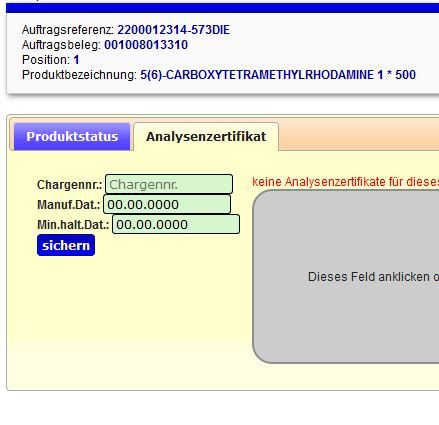 Auftragsreferenz: 2200012314-573DIE
Auftragsbeleg: 001008013310
Position: 1
Produktbezeichnung: 5(6)-CARBOXYTETRAMETHYLRHODAMINE 1 * 500
Produktstatus Analysenzertifikat
keine Analysenzertifikate für dieses
Chargennr.: Chargennr.
Manuf.Dat.: 00.00.0000
Min.halt.Dat.: 00.00.0000
sichern
Dieses Feld anklicken o